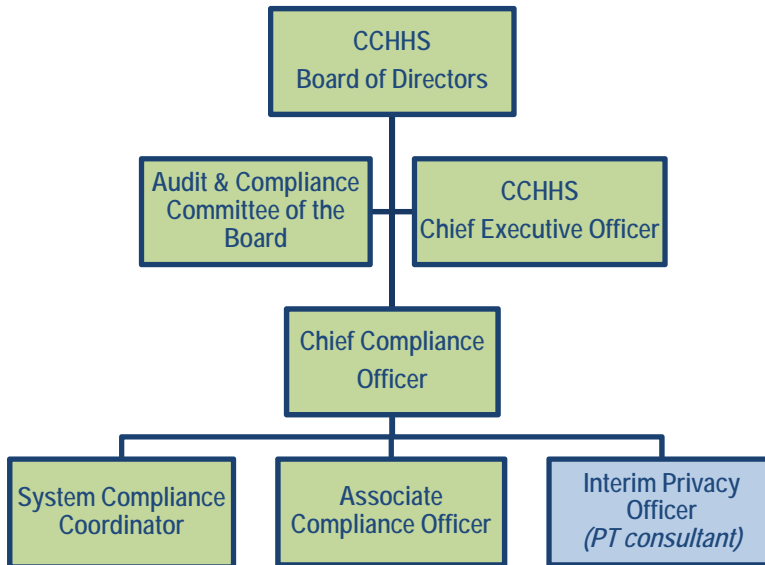 CCHHS
Board of Directors
Audit & Compliance
Committee of the
Board
CCHHS
Chief Executive Officer
Chief Compliance
Officer
System Compliance
Coordinator
Associate
Compliance Officer
Interim Privacy
Officer
(PT consultant)